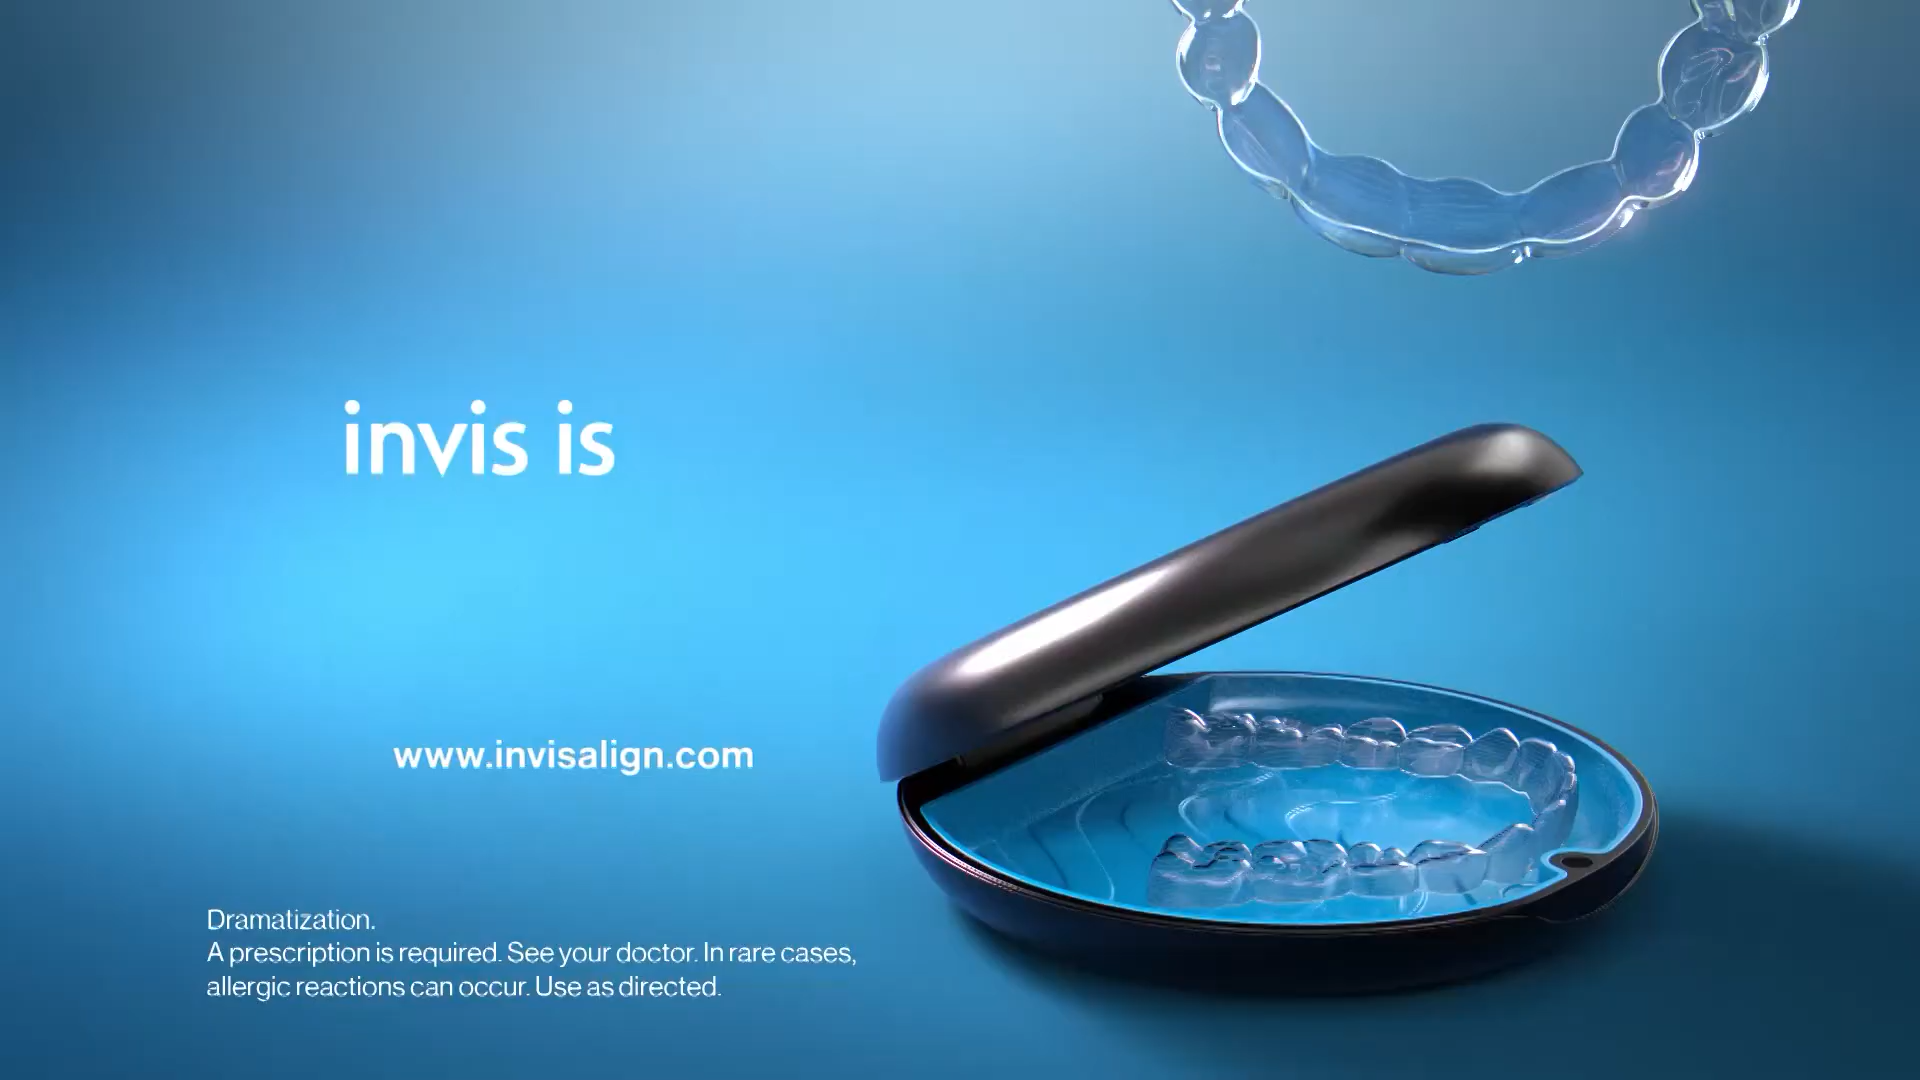 invis is
www.invisalign.com
Dramatization.
A prescription is required. See your doctor. In rare cases,
allergic reactions can occur. Use as directed.